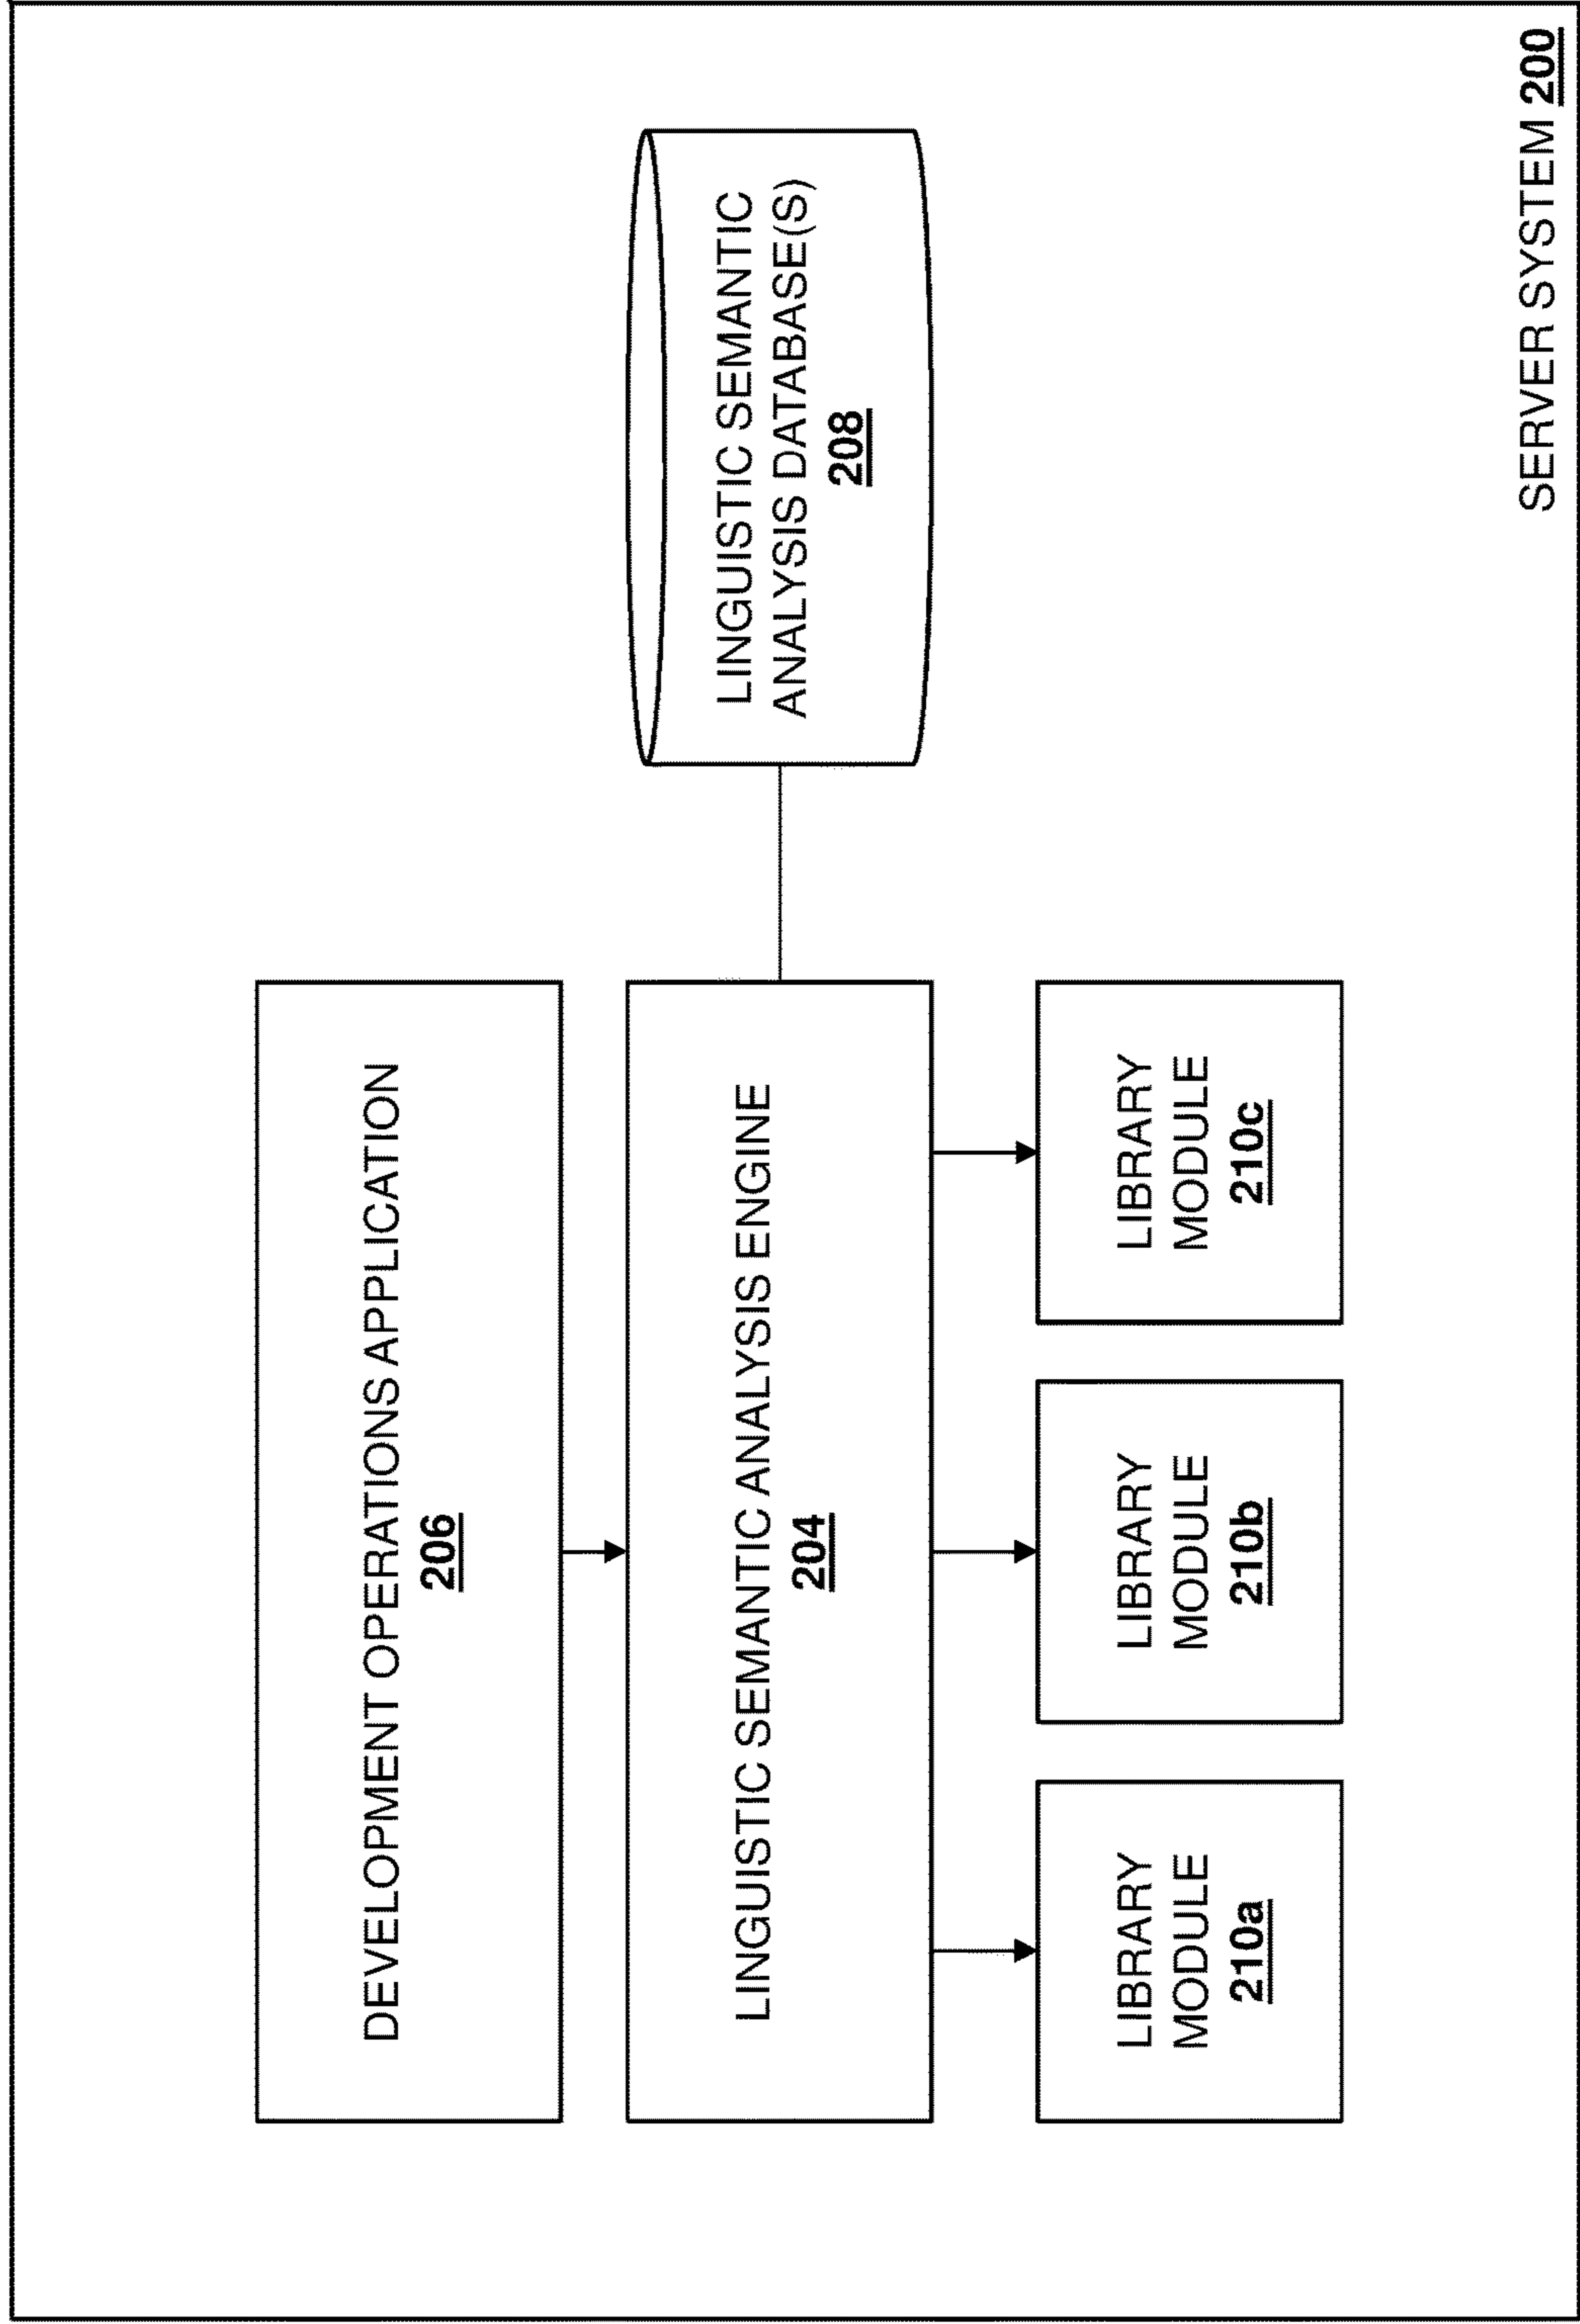 DEVELOPMENT OPERATIONS APPLICATION
206
LINGUISTIC SEMANTIC ANALYSIS ENGINE
204
LINGUISTIC SEMANTIC
ANALYSIS DATABASE(S)
208
LIBRARY
MODULE
210a
LIBRARY
MODULE
210b
LIBRARY
MODULE
210c
SERVER SYSTEM 200